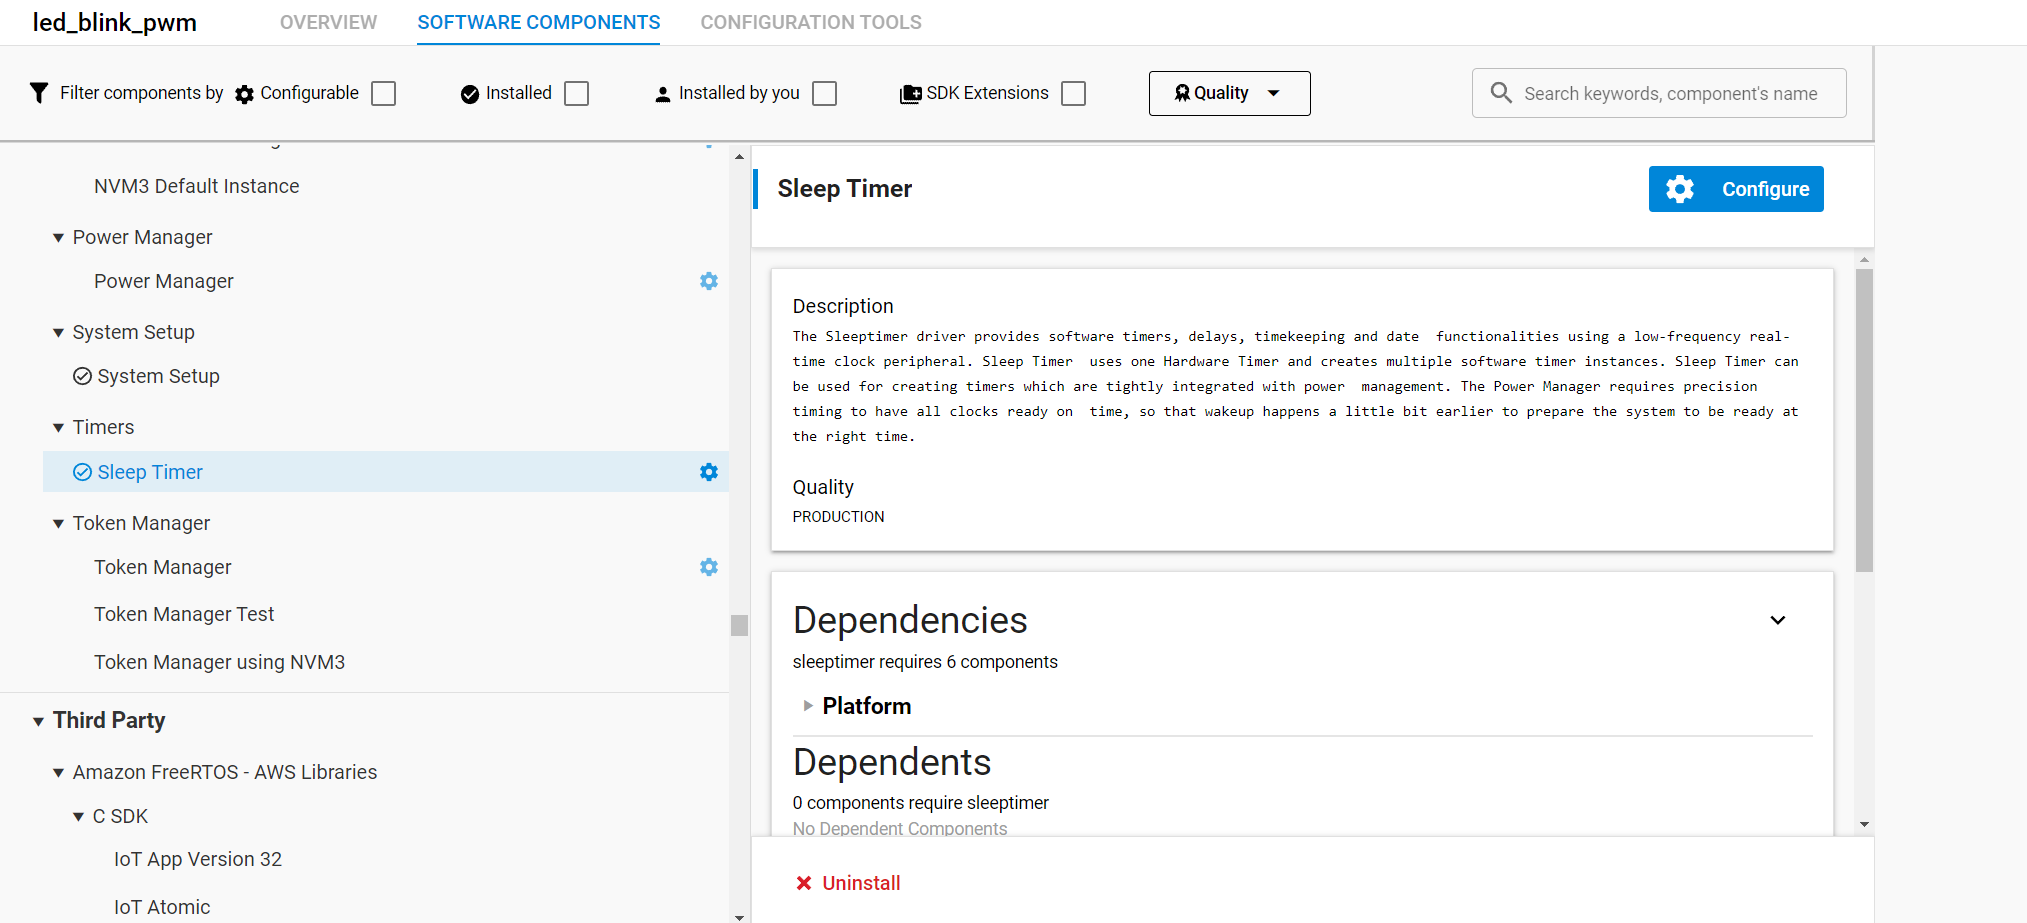 led_blink_pwm
OVERVIEW
SOFTWARE COMPONENTS
CONFIGURATION TOOLS
Filter components by
Configurable
Installed
Installed by you
SDK Extensions
Quality
Search keywords, component's name
NVM3 Default Instance
Power Manager
Power Manager
System Setup
System Setup
Timers
Sleep Timer
Token Manager
Token Manager
Token Manager Test
Token Manager using NVM3
Third Party
Amazon FreeRTOS - AWS Libraries
C SDK
IoT App Version 32
IoT Atomic
Sleep Timer
Configure
Description
The Sleeptimer driver provides software timers, delays, timekeeping and date  functionalities using a low-frequency real-
time clock peripheral. Sleep Timer  uses one Hardware Timer and creates multiple software timer instances. Sleep Timer can
be used for creating timers which are tightly integrated with power  management. The Power Manager requires precision
timing to have all clocks ready on  time, so that wakeup happens a little bit earlier to prepare the system to be ready at
the right time.
Quality
PRODUCTION
Dependencies
sleeptimer requires 6 components
Platform
Dependents
0 components require sleeptimer
No Dependent Components
Uninstall